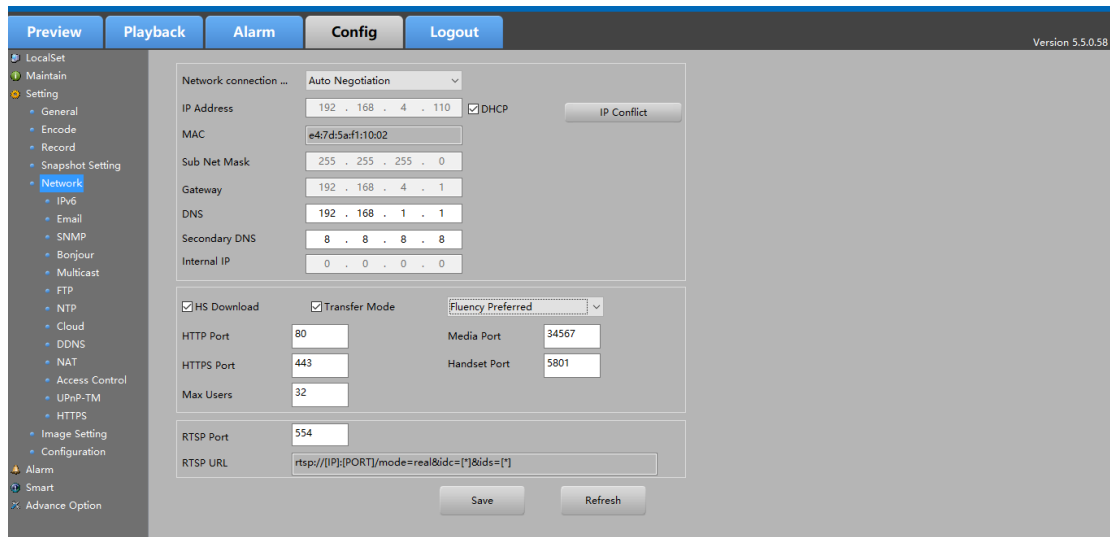 Preview Playback Alarm Config Logout
Version 5.5.0.58
LocalSet
Maintain
Setting
General
Encode
Record
Snapshot Setting
Network
IPv6
Email
SNMP
Bonjour
Multicast
FTP
NTP
Cloud
DDNS
NAT
Access Control
UPnP-TM
HTTPS
Image Setting
Configuration
Alarm
Smart
Advance Option
Network connection ... Auto Negotiation
IP Address 192 . 168 . 4 . 110 DHCP IP Conflict
MAC e4:7d:5a:f1:10:02
Sub Net Mask 255 . 255 . 255 . 0
Gateway 192 . 168 . 4 . 1
DNS 192 . 168 . 1 . 1
Secondary DNS 8 . 8 . 8 . 8
Internal IP 0 . 0 . 0 . 0
HS Download Transfer Mode Fluency Preferred
HTTP Port 80 Media Port 34567
HTTPS Port 443 Handset Port 5801
Max Users 32
RTSP Port 554
RTSP URL rtsp://[IP]:[PORT]/mode=real&idc=[*]&ids=[*]
Save Refresh